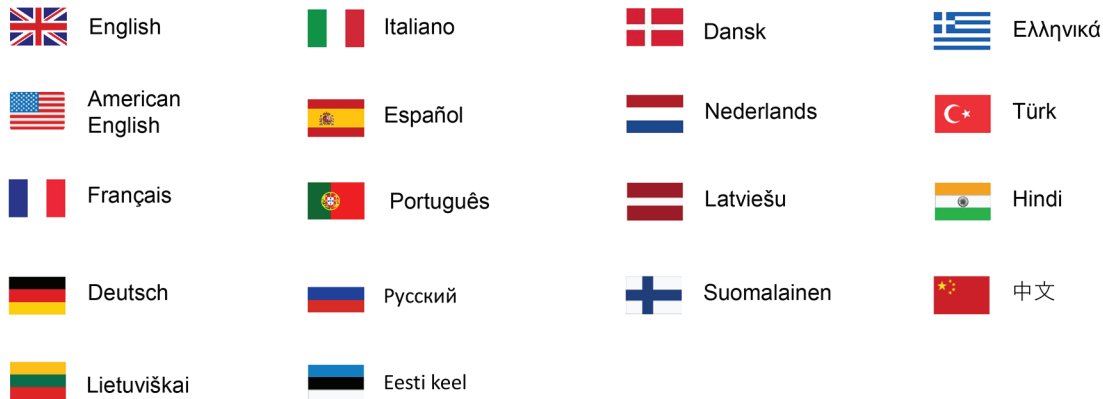 English
Italiano
Dansk
Ελληνικά
American
English
Español
Nederlands
Türk
Français
Português
Latviešu
Hindi
Deutsch
Русский
Suomalainen
中文
Lietuviškai
Eesti keel